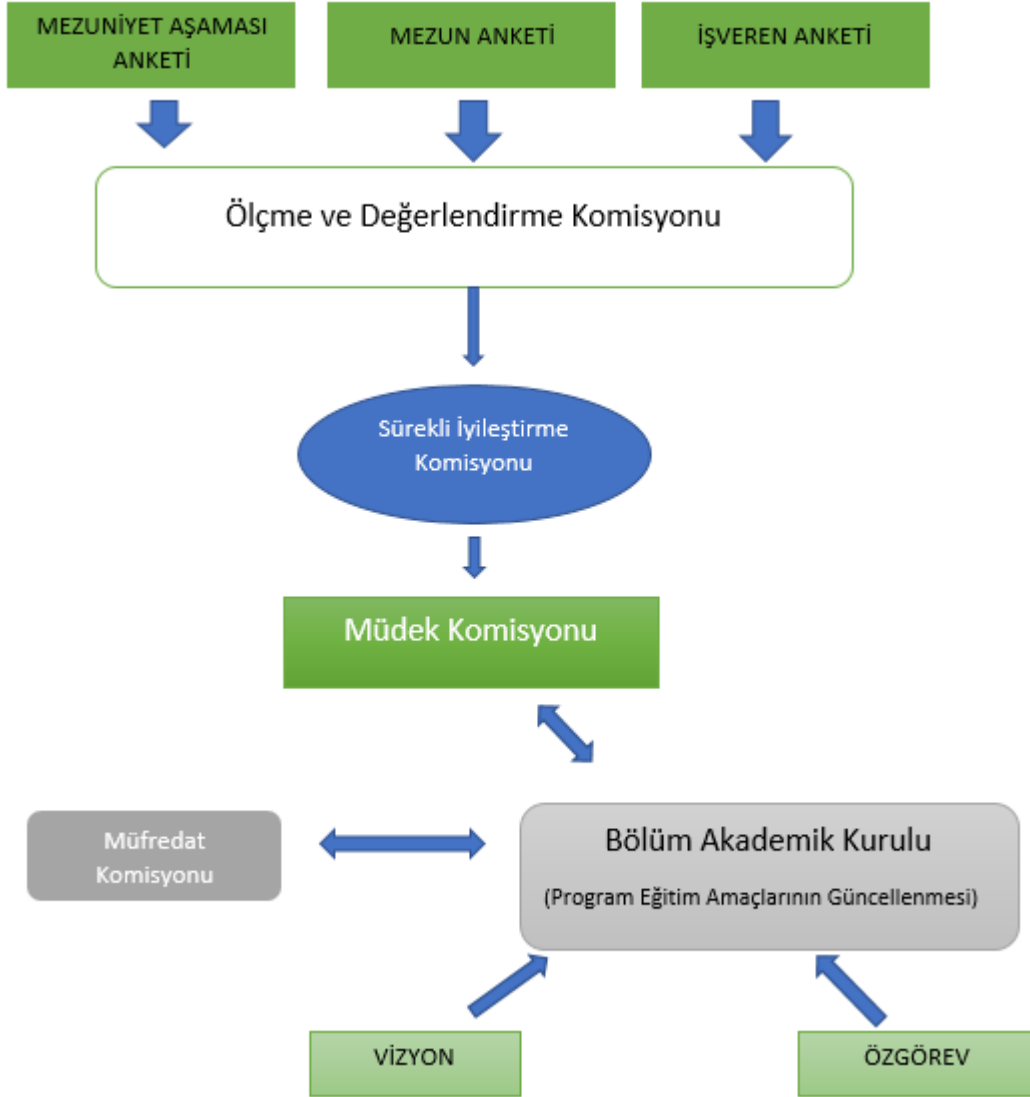 MEZUNİYET AŞAMASI
ANKETİ
MEZUN ANKETİ
İŞVEREN ANKETİ
Ölçme ve Değerlendirme Komisyonu
Sürekli İyileştirme
Komisyonu
Müdek Komisyonu
Müfredat
Komisyonu
Bölüm Akademik Kurulu
(Program Eğitim Amaçlarının Güncellenmesi)
VİZYON
ÖZGÖREV